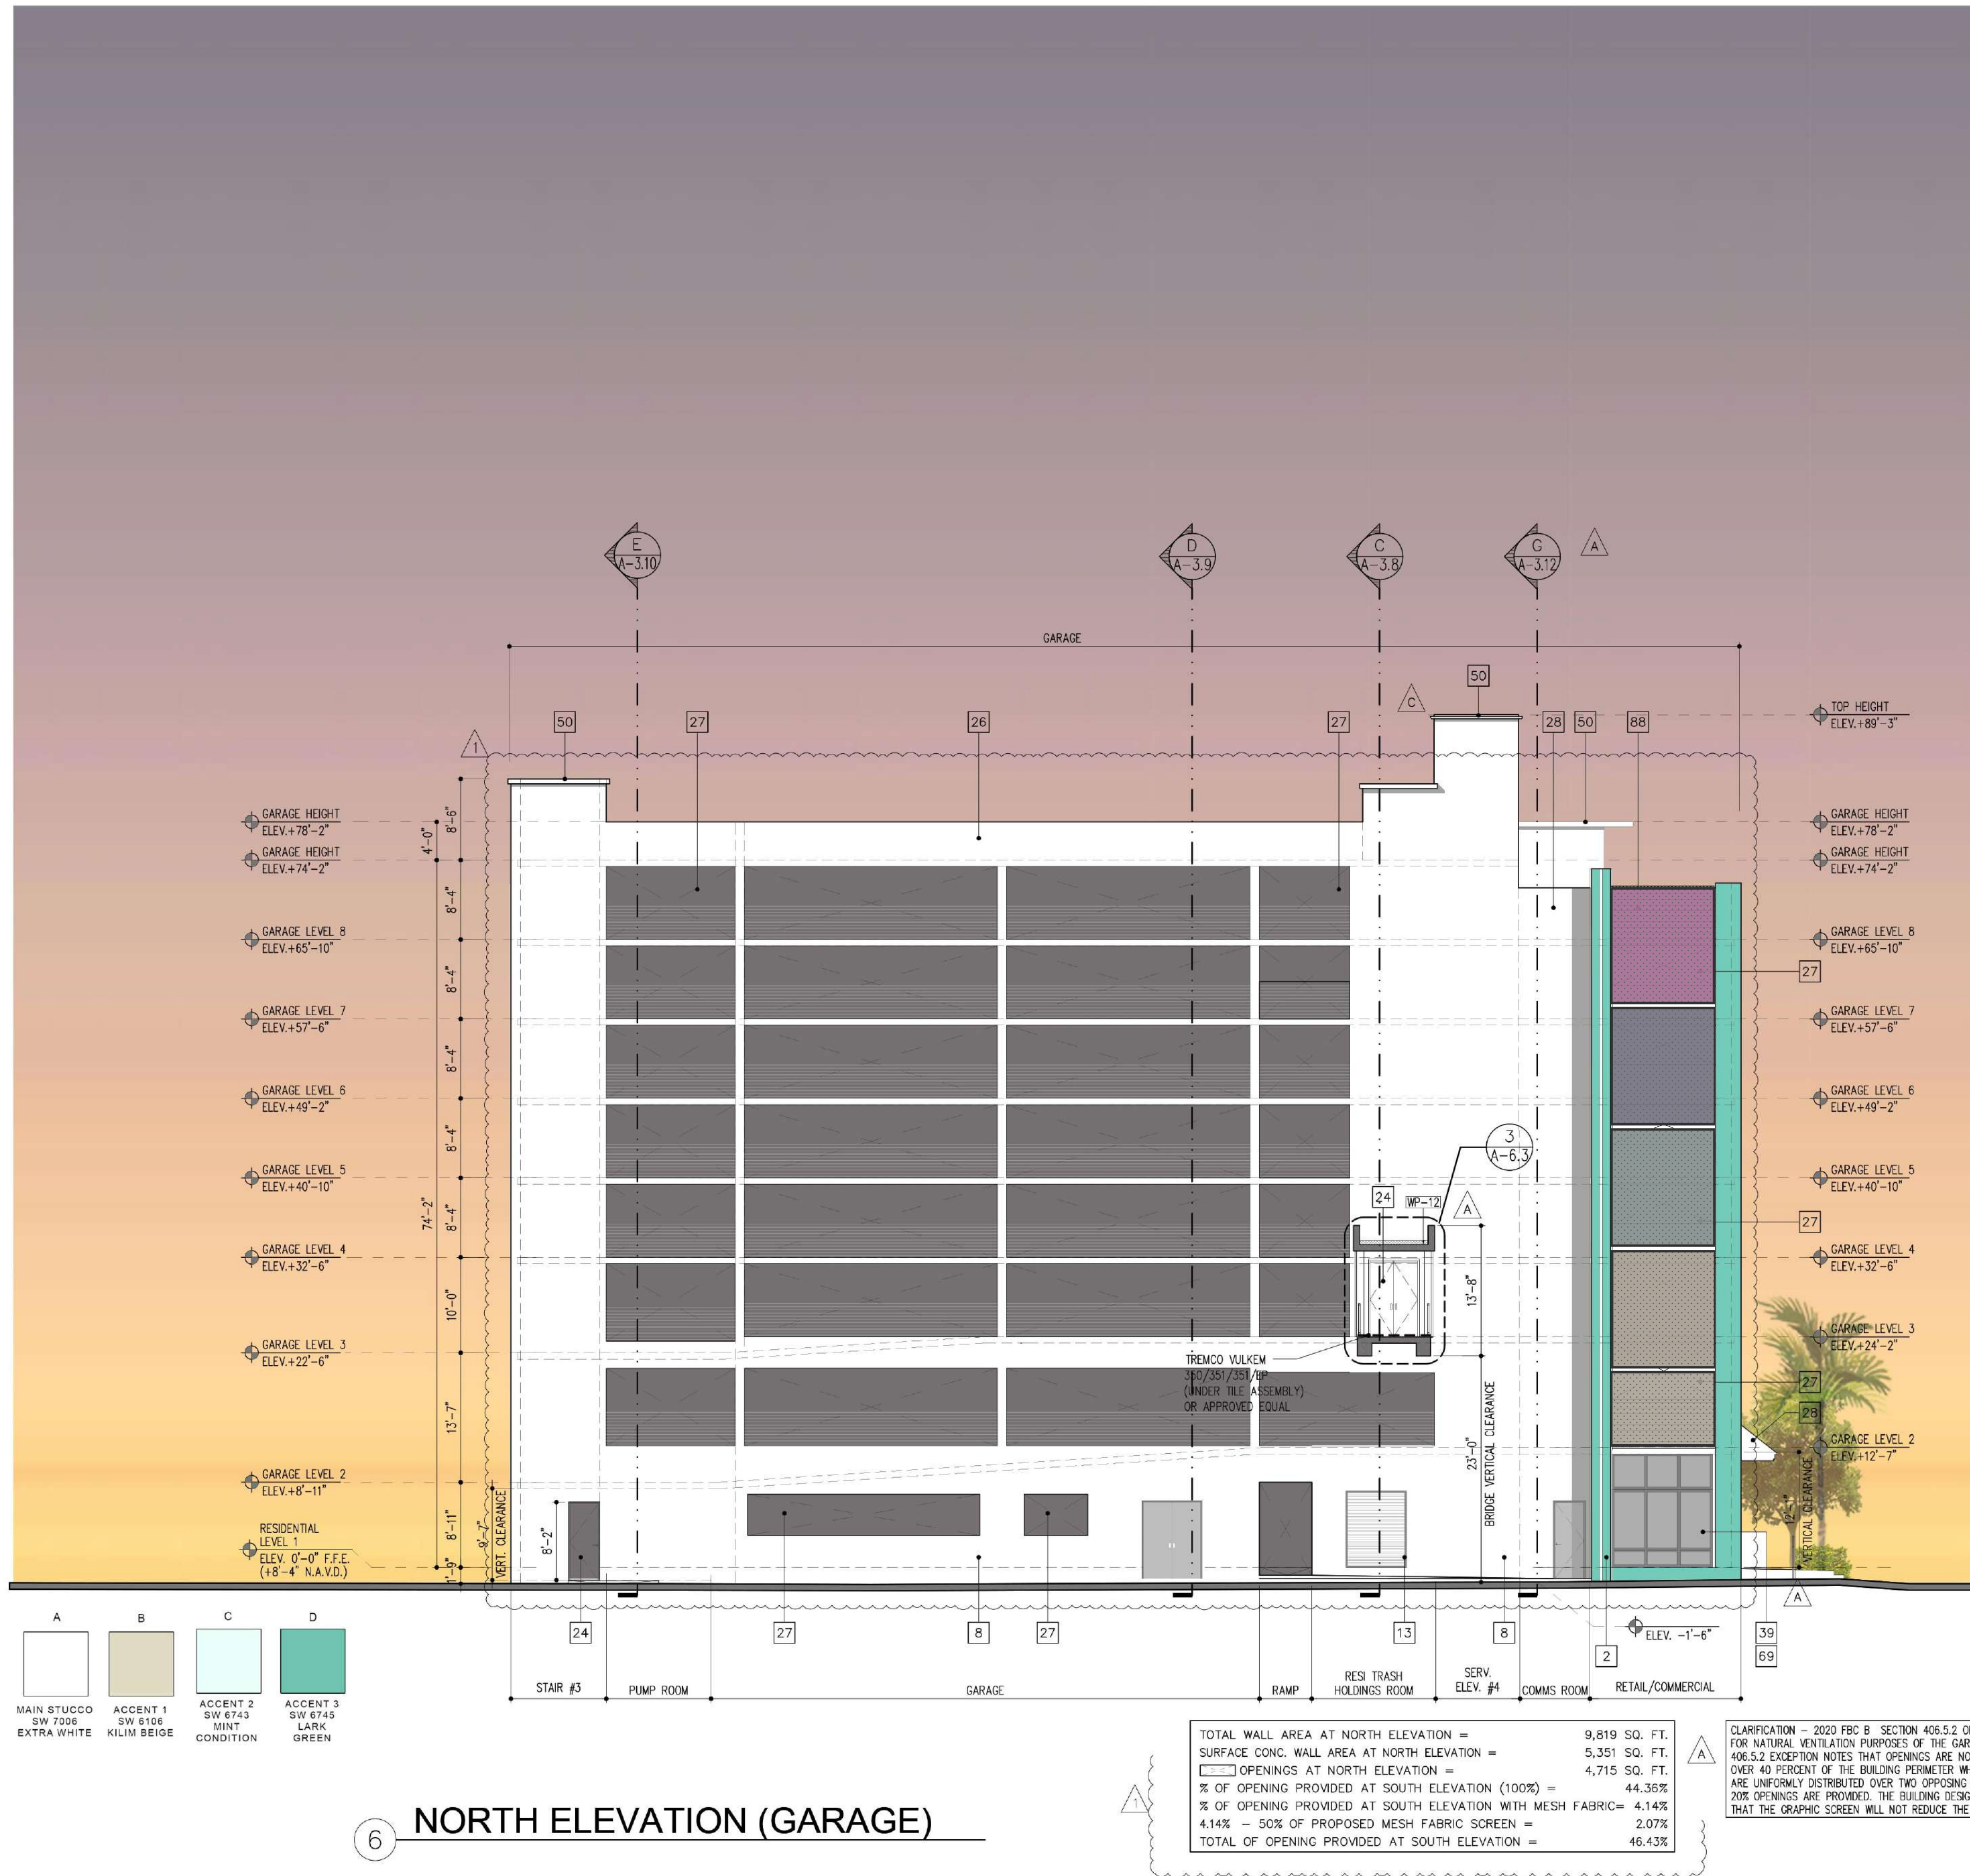 E
A-3.10
D
A-3.9
C
A-3.8
G
A-3.12
A
GARAGE
50
C
50
27
26
27
28
50
88
1
TOP HEIGHT
ELEV.+89'-3"
GARAGE HEIGHT
ELEV.+78'-2"
GARAGE HEIGHT
ELEV.+74'-2"
GARAGE LEVEL 8
ELEV.+65'-10"
GARAGE LEVEL 7
ELEV.+57'-6"
GARAGE LEVEL 6
ELEV.+49'-2"
GARAGE LEVEL 5
ELEV.+40'-10"
GARAGE LEVEL 4
ELEV.+32'-6"
GARAGE LEVEL 3
ELEV.+22'-6"
GARAGE LEVEL 2
ELEV.+8'-11"
RESIDENTIAL
LEVEL 1
ELEV. 0'-0" F.F.E.
(+8'-4" N.A.V.D.)
4'-0"
74'-2"
8'-6"
8'-4"
8'-4"
8'-4"
8'-4"
8'-4"
10'-0"
13'-7"
8'-11"
1'-9"
9'-7"
VERT. CLEARANCE
8'-2"
GARAGE HEIGHT
ELEV.+78'-2"
GARAGE HEIGHT
ELEV.+74'-2"
GARAGE LEVEL 8
ELEV.+65'-10"
27
GARAGE LEVEL 7
ELEV.+57'-6"
GARAGE LEVEL 6
ELEV.+49'-2"
GARAGE LEVEL 5
ELEV.+40'-10"
27
GARAGE LEVEL 4
ELEV.+32'-6"
GARAGE LEVEL 3
ELEV.+24'-2"
27
28
GARAGE LEVEL 2
ELEV.+12'-7"
12'-1"
VERTICAL CLEARANCE
A
3
A-6.3
24
WP-12
A
13'-8"
TREMCO VULKEM
350/351/351/EP
(UNDER TILE ASSEMBLY)
OR APPROVED EQUAL
23'-0"
BRIDGE VERTICAL CLEARANCE
24
27
8
27
13
8
2
ELEV. -1'-6"
39
69
STAIR #3
PUMP ROOM
GARAGE
RAMP
RESI TRASH
HOLDINGS ROOM
SERV.
ELEV. #4
COMMS ROOM
RETAIL/COMMERCIAL
A
MAIN STUCCO
SW 7006
EXTRA WHITE
B
ACCENT 1
SW 6106
KILIM BEIGE
C
ACCENT 2
SW 6743
MINT
CONDITION
D
ACCENT 3
SW 6745
LARK
GREEN
6
NORTH ELEVATION (GARAGE)
1
TOTAL WALL AREA AT NORTH ELEVATION = 9,819 SQ. FT.
SURFACE CONC. WALL AREA AT NORTH ELEVATION = 5,351 SQ. FT.
OPENINGS AT NORTH ELEVATION = 4,715 SQ. FT.
% OF OPENING PROVIDED AT SOUTH ELEVATION (100%) = 44.36%
% OF OPENING PROVIDED AT SOUTH ELEVATION WITH MESH FABRIC= 4.14%
4.14% – 50% OF PROPOSED MESH FABRIC SCREEN = 2.07%
TOTAL OF OPENING PROVIDED AT SOUTH ELEVATION = 46.43%
A
CLARIFICATION – 2020 FBC B SECTION 406.5.2
FOR NATURAL VENTILATION PURPOSES OF THE
406.5.2 EXCEPTION NOTES THAT OPENINGS ARE
OVER 40 PERCENT OF THE BUILDING PERIMETER
ARE UNIFORMLY DISTRIBUTED OVER TWO OPPOSING
20% OPENINGS ARE PROVIDED. THE BUILDING
THAT THE GRAPHIC SCREEN WILL NOT REDUCE THE